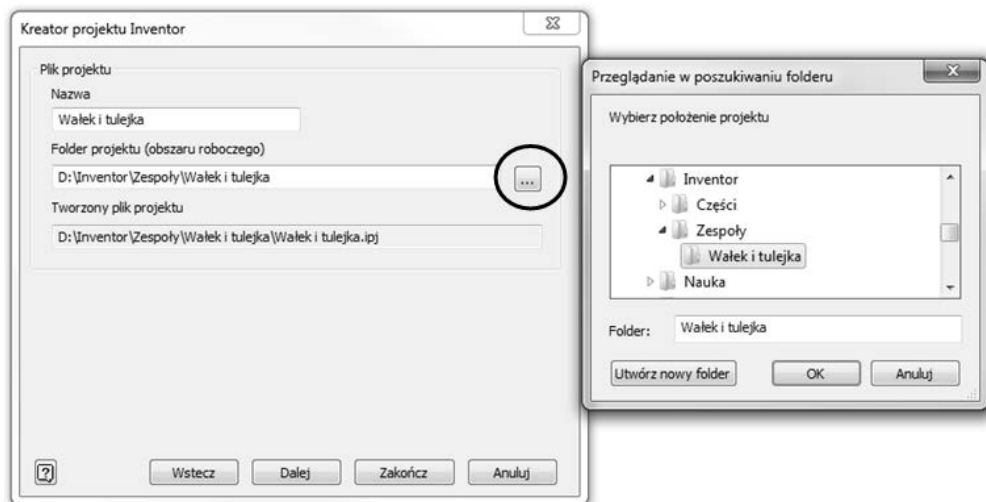 Kreator projektu Inventor
Plik projektu
Nazwa
Wałek i tulejka
Folder projektu (obszaru roboczego)
D:\Inventor\Zespoły\Wałek i tulejka
...
Tworzony plik projektu
D:\Inventor\Zespoły\Wałek i tulejka\Wałek i tulejka.ipj
Wstecz Dalej Zakończ Anuluj
Przeglądanie w poszukiwaniu folderu
Wybierz położenie projektu
Inventor
Części
Zespoły
Wałek i tulejka
Nauka
Folder: Wałek i tulejka
Utwórz nowy folder OK Anuluj